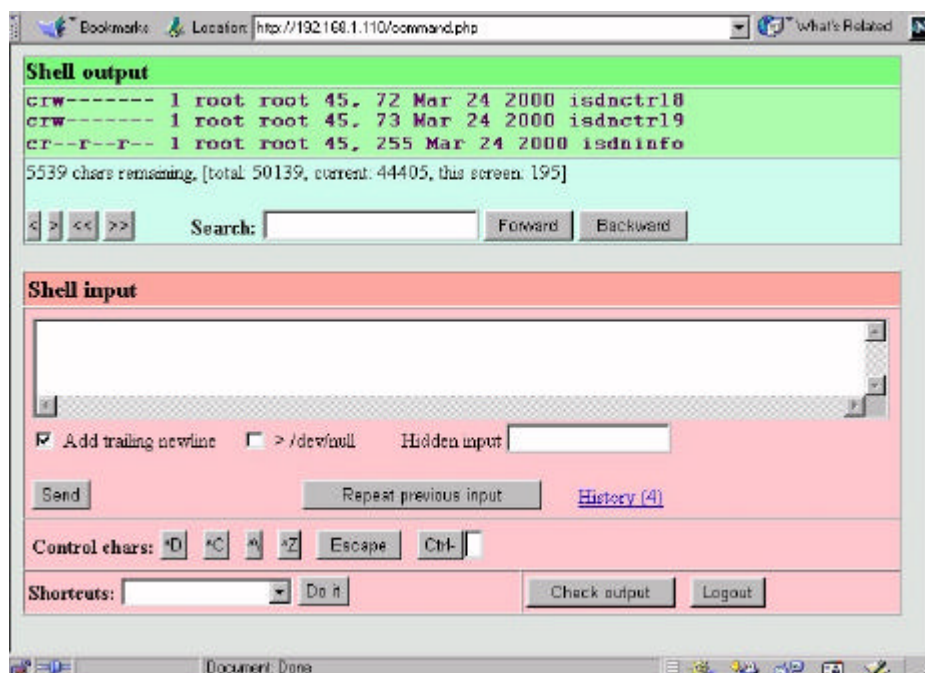 Bookmarks Location: http://192.168.1.110/command.php What's Related
Shell output
crw------- 1 root root 45, 72 Mar 24 2000 isdnctrl8
crw------- 1 root root 45, 73 Mar 24 2000 isdnctrl9
cr--r--r-- 1 root root 45, 255 Mar 24 2000 isdninfo
5539 chars remaining, [total: 50139, current: 44405, this screen: 195]
< > << >> Search: Forward Backward
Shell input
Add trailing newline > /dev/null Hidden input
Send Repeat previous input History (4)
Control chars: ^D ^C ^\ ^Z Escape Ctrl-
Shortcuts: Do it Check output Logout
Document: Done